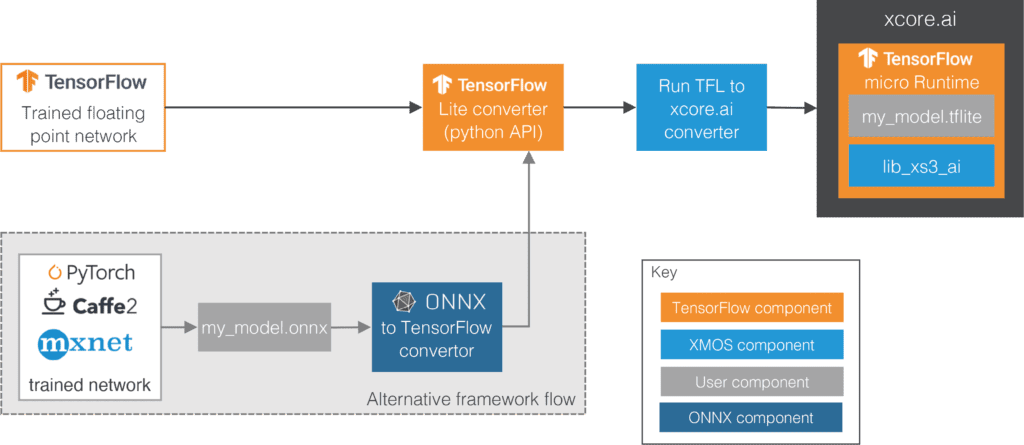 TensorFlow
Trained floating
point network
TensorFlow
Lite converter
(python API)
Run TFL to
xcore.ai
converter
xcore.ai
TensorFlow
micro Runtime
my_model.tflite
lib_xs3_ai
PyTorch
Caffe2
mxnet
trained network
my_model.onnx
ONNX
to TensorFlow
convertor
Alternative framework flow
Key
TensorFlow component
XMOS component
User component
ONNX component